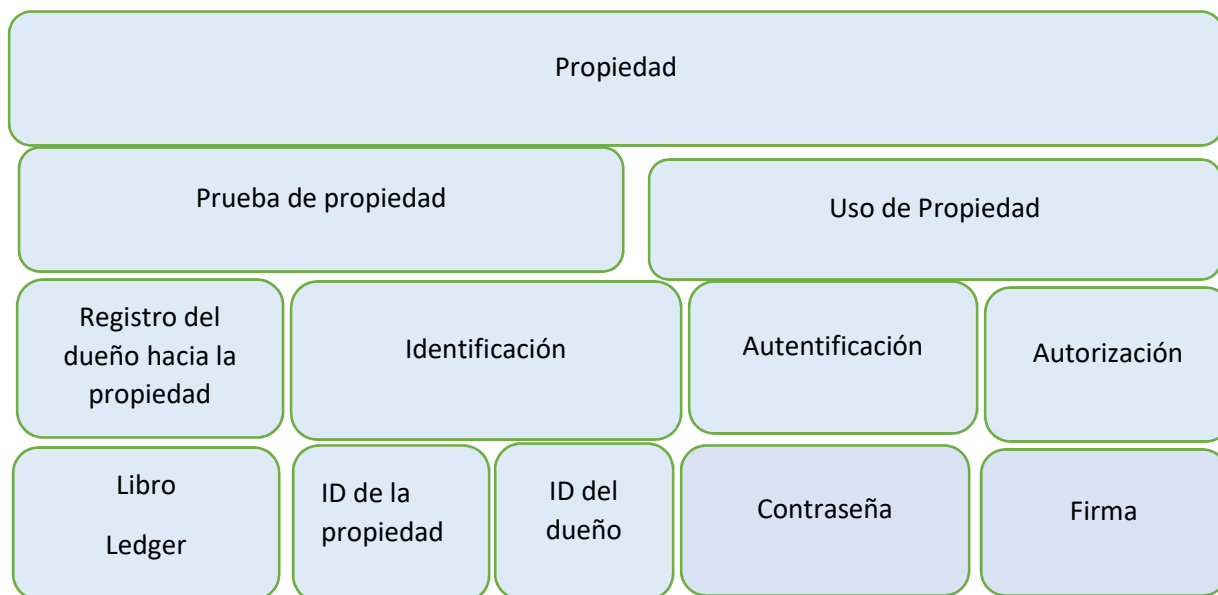 Propiedad
Prueba de propiedad
Uso de Propiedad
Registro del
dueño hacia la
propiedad
Identificación
Autentificación
Autorización
Libro
Ledger
ID de la
propiedad
ID del
dueño
Contraseña
Firma